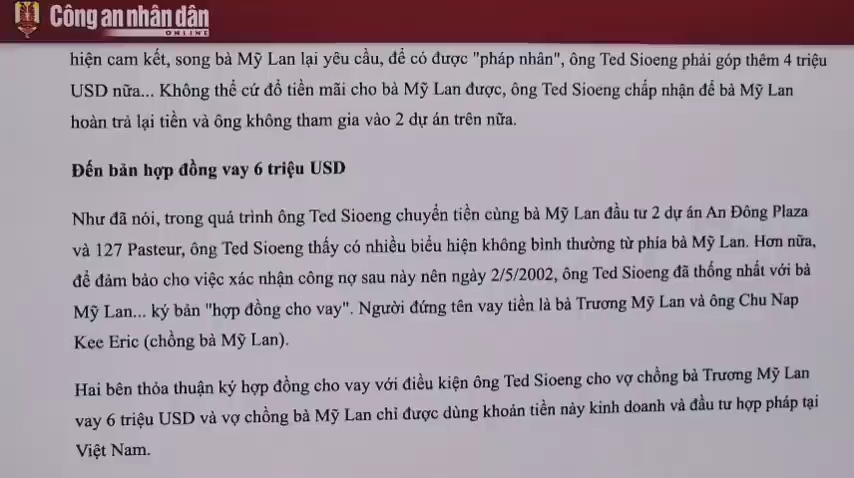 Công an nhân dân
ONLINE
hiện cam kết, song bà Mỹ Lan lại yêu cầu, để có được "pháp nhân", ông Ted Sioeng phải góp thêm 4 triệu
USD nữa... Không thể cứ đổ tiền mãi cho bà Mỹ Lan được, ông Ted Sioeng chấp nhận để bà Mỹ Lan
hoàn trả lại tiền và ông không tham gia vào 2 dự án trên nữa.
Đến bản hợp đồng vay 6 triệu USD
Như đã nói, trong quá trình ông Ted Sioeng chuyển tiền cùng bà Mỹ Lan đầu tư 2 dự án An Đông Plaza
và 127 Pasteur, ông Ted Sioeng thấy có nhiều biểu hiện không bình thường từ phía bà Mỹ Lan. Hơn nữa,
để đảm bảo cho việc xác nhận công nợ sau này nên ngày 2/5/2002, ông Ted Sioeng đã thống nhất với bà
Mỹ Lan... ký bản "hợp đồng cho vay". Người đứng tên vay tiền là bà Trương Mỹ Lan và ông Chu Nap
Kee Eric (chồng bà Mỹ Lan).
Hai bên thỏa thuận ký hợp đồng cho vay với điều kiện ông Ted Sioeng cho vợ chồng bà Trương Mỹ Lan
vay 6 triệu USD và vợ chồng bà Mỹ Lan chỉ được dùng khoản tiền này kinh doanh và đầu tư hợp pháp tại
Việt Nam.